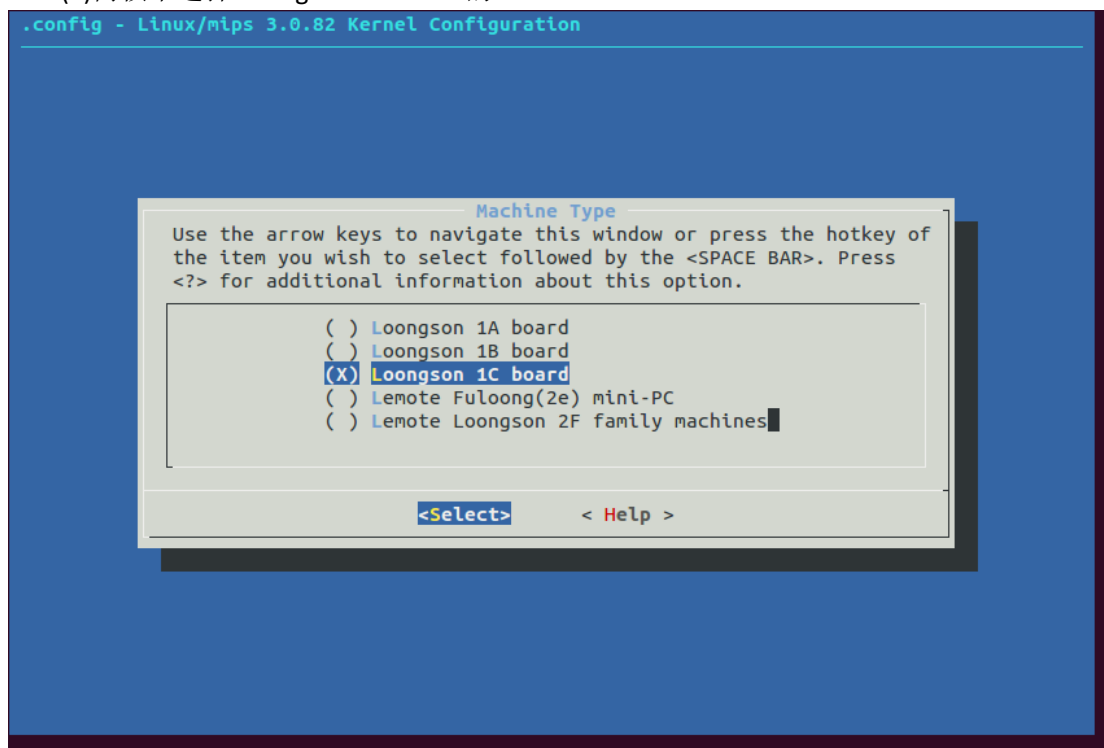 .config - Linux/mips 3.0.82 Kernel Configuration
Machine Type
Use the arrow keys to navigate this window or press the hotkey of
the item you wish to select followed by the <SPACE BAR>. Press
<?> for additional information about this option.
( ) Loongson 1A board
( ) Loongson 1B board
(X) Loongson 1C board
( ) Lemote Fuloong(2e) mini-PC
( ) Lemote Loongson 2F family machines
<Select> < Help >